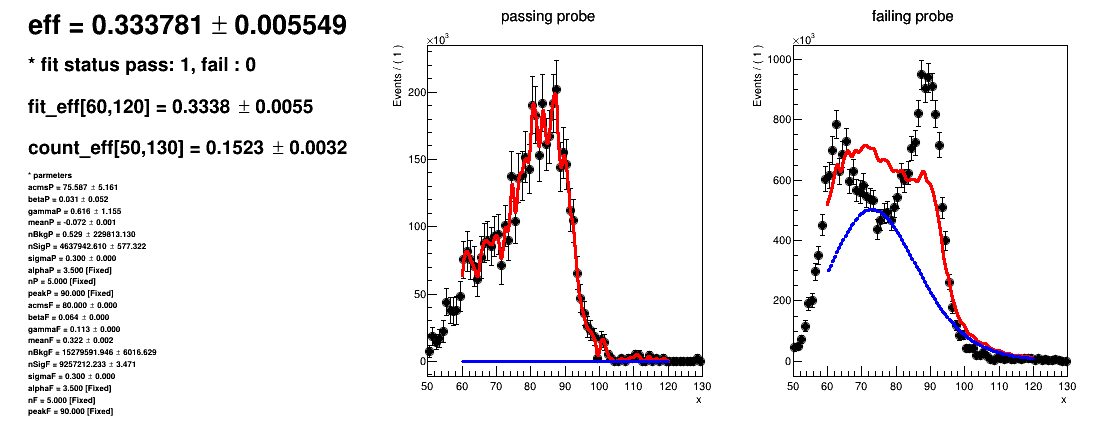 eff = 0.333781 ± 0.005549
* fit status pass: 1, fail : 0
fit_eff[60,120] = 0.3338 ± 0.0055
count_eff[50,130] = 0.1523 ± 0.0032
* parmeters
acmsP = 75.587 ± 5.161
betaP = 0.031 ± 0.052
gammaP = 0.616 ± 1.155
meanP = -0.072 ± 0.001
nBkgP = 0.529 ± 229813.130
nSigP = 4637942.610 ± 577.322
sigmaP = 0.300 ± 0.000
alphaP = 3.500 [Fixed]
nP = 5.000 [Fixed]
peakP = 90.000 [Fixed]
acmsF = 80.000 ± 0.000
betaF = 0.064 ± 0.000
gammaF = 0.113 ± 0.000
meanF = 0.322 ± 0.002
nBkgF = 15279591.946 ± 6016.629
nSigF = 9257212.233 ± 3.471
sigmaF = 0.300 ± 0.000
alphaF = 3.500 [Fixed]
nF = 5.000 [Fixed]
peakF = 90.000 [Fixed]
passing probe
×10³
Events / ( 1 )
200
150
100
50
0
50 60 70 80 90 100 110 120 130
x
failing probe
×10³
Events / ( 1 )
1000
800
600
400
200
0
50 60 70 80 90 100 110 120 130
x